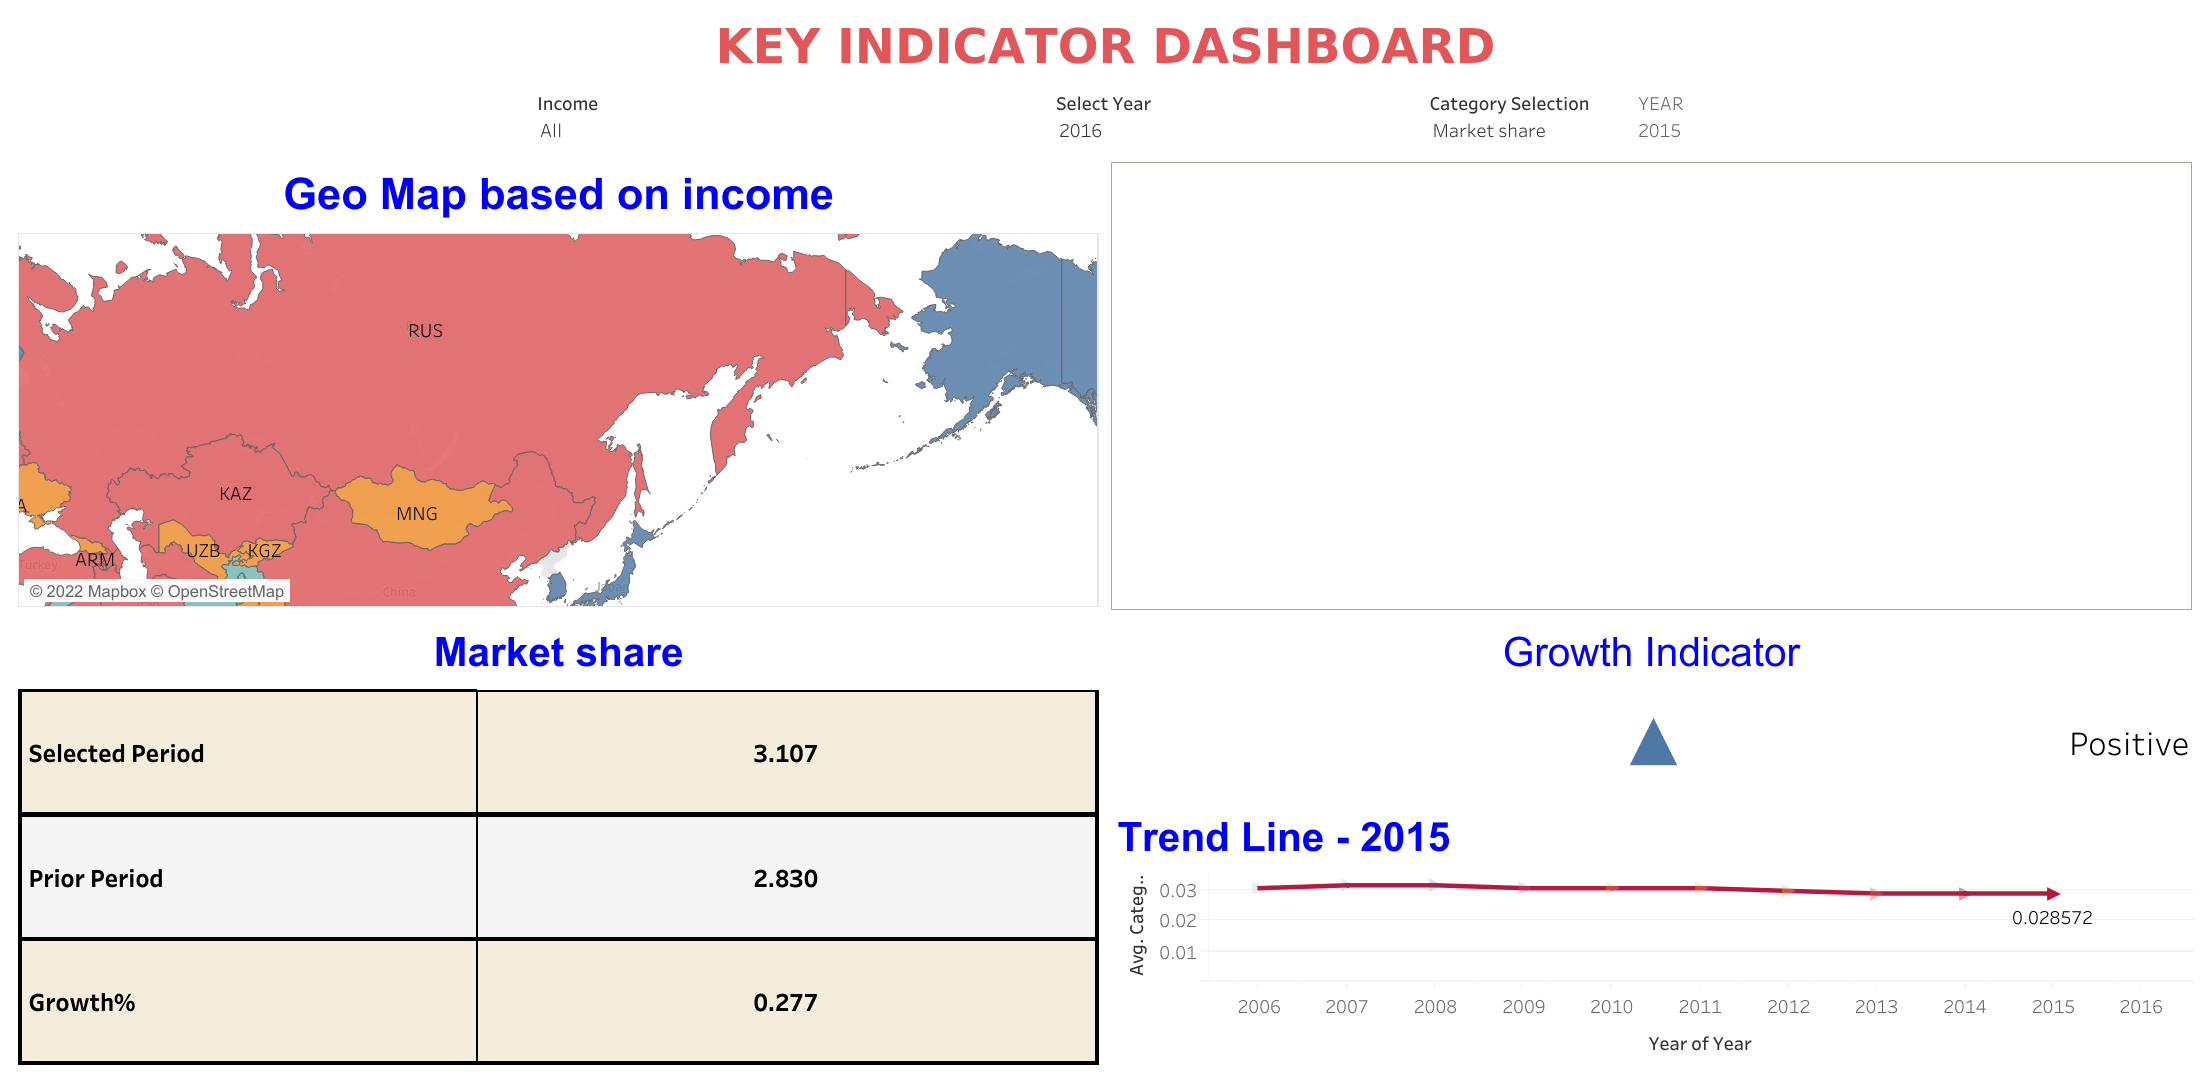 KEY INDICATOR DASHBOARD
Income
All
Select Year
2016
Category Selection
Market share
YEAR
2015
Geo Map based on income
RUS
KAZ
MNG
A
UZB
KGZ
ARM
Turkey
China
© 2022 Mapbox © OpenStreetMap
Market share
Selected Period 3.107
Prior Period 2.830
Growth% 0.277
Growth Indicator
Positive
Trend Line - 2015
Avg. Categ..
0.03
0.02
0.01
0.028572
2006 2007 2008 2009 2010 2011 2012 2013 2014 2015 2016
Year of Year